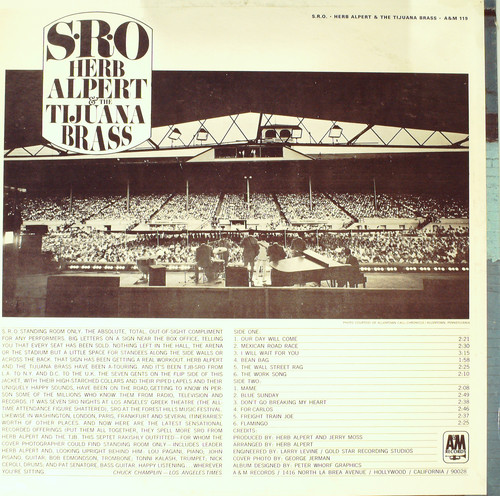 S.R.O. - HERB ALPERT & THE TIJUANA BRASS - A&M 119
S·R·O
HERB
ALPERT
& THE
TIJUANA
BRASS
S.R.O. STANDING ROOM ONLY. THE ABSOLUTE, TOTAL, OUT-OF-SIGHT COMPLIMENT
FOR ANY PERFORMERS. BIG LETTERS ON A SIGN NEAR THE BOX OFFICE, TELLING
YOU THAT EVERY SEAT HAS BEEN SOLD. NOTHING LEFT IN THE HALL, THE ARENA
OR THE STADIUM BUT A LITTLE SPACE FOR STANDEES ALONG THE SIDE WALLS OR
ACROSS THE BACK. THAT SIGN HAS BEEN GETTING A REAL WORKOUT. HERB ALPERT
AND THE TIJUANA BRASS HAVE BEEN A-TOURING, AND IT'S BEEN TJB-SRO FROM
L.A. TO N.Y. AND D.C. TO THE U.K. THE SEVEN GENTS ON THE FLIP SIDE OF THIS
JACKET, WITH THEIR HIGH-STARCHED COLLARS AND THEIR PIPED LAPELS AND THEIR
UNIQUELY HAPPY SOUNDS, HAVE BEEN ON THE ROAD, GETTING TO KNOW IN PER-
SON SOME OF THE MILLIONS WHO KNOW THEM FROM RADIO, TELEVISION AND
RECORDS. IT WAS SEVEN SRO NIGHTS AT LOS ANGELES' GREEK THEATRE (THE ALL-
TIME ATTENDANCE FIGURE SHATTERED), SRO AT THE FOREST HILLS MUSIC FESTIVAL.
LIKEWISE IN WASHINGTON, LONDON, PARIS, FRANKFURT AND SEVERAL ITINERARIES'
WORTH OF OTHER PLACES. AND NOW HERE ARE THE LATEST SENSATIONAL
RECORDED OFFERINGS. PUT THEM ALL TOGETHER, THEY SPELL MORE SRO FROM
HERB ALPERT AND THE TJB. THIS SEPTET RAKISHLY OUTFITTED - FOR WHOM THE
COVER PHOTOGRAPHER COULD FIND STANDING ROOM ONLY - INCLUDES LEADER
HERB ALPERT AND, LOOKING UPRIGHT BEHIND HIM, LOU PAGANI, PIANO; JOHN
PISANO, GUITAR; BOB EDMONDSON, TROMBONE; TONNI KALASH, TRUMPET; NICK
CEROLI, DRUMS, AND PAT SENATORE, BASS GUITAR. HAPPY LISTENING... WHEREVER
YOU'RE SITTING. CHUCK CHAMPION - LOS ANGELES TIMES
SIDE ONE:
1. OUR DAY WILL COME 2:21
2. MEXICAN ROAD RACE 2:30
3. I WILL WAIT FOR YOU 3:15
4. BEAN BAG 1:58
5. THE WALL STREET RAG 2:25
6. THE WORK SONG 2:10
SIDE TWO:
1. MAME 2:08
2. BLUE SUNDAY 2:49
3. DON'T GO BREAKING MY HEART 2:38
4. FOR CARLOS 2:46
5. FREIGHT TRAIN JOE 2:37
6. FLAMINGO 2:25
CREDITS:
PRODUCED BY: HERB ALPERT AND JERRY MOSS
ARRANGED BY: HERB ALPERT
ENGINEERED BY: LARRY LEVINE / GOLD STAR RECORDING STUDIOS
COVER PHOTO BY: GEORGE JERMAN
ALBUM DESIGNED BY: PETER WHORF GRAPHICS
A&M RECORDS / 1416 NORTH LA BREA AVENUE / HOLLYWOOD / CALIFORNIA / 90028
A&M
RECORDS